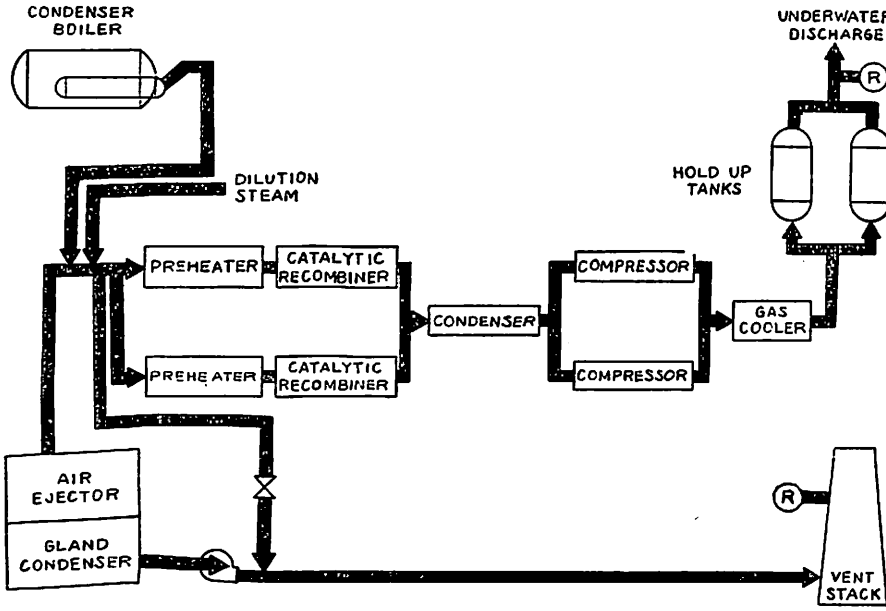 CONDENSER
BOILER
UNDERWATER
DISCHARGE
R
HOLD UP
TANKS
DILUTION
STEAM
PREHEATER
CATALYTIC
RECOMBINER
COMPRESSOR
CONDENSER
GAS
COOLER
PREHEATER
CATALYTIC
RECOMBINER
COMPRESSOR
AIR
EJECTOR
GLAND
CONDENSER
R
VENT
STACK